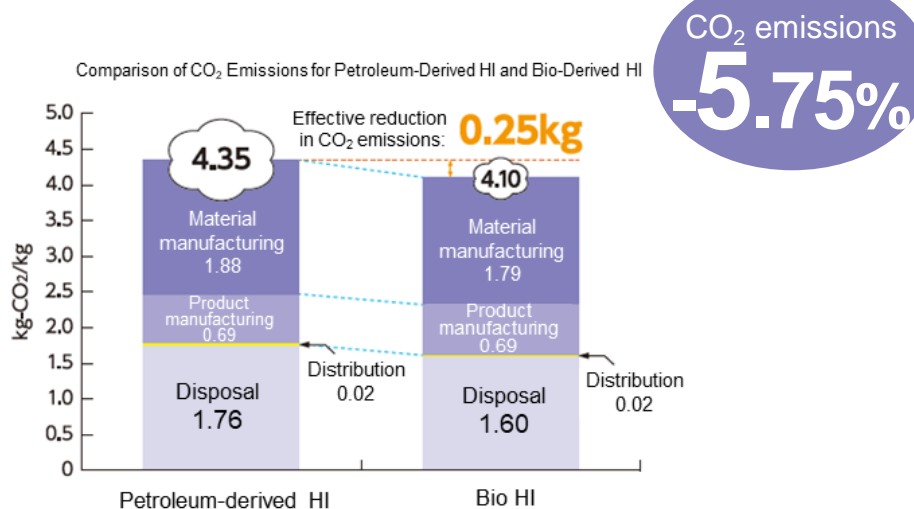 CO₂ emissions
-5.75%
Comparison of CO₂ Emissions for Petroleum-Derived HI and Bio-Derived HI
Effective reduction
in CO₂ emissions:
0.25kg
kg-CO₂/kg
5.0
4.5
4.0
3.5
3.0
2.5
2.0
1.5
1.0
0.5
0
4.35
Material
manufacturing
1.88
Product
manufacturing
0.69
Distribution
0.02
Disposal
1.76
4.10
Material
manufacturing
1.79
Product
manufacturing
0.69
Distribution
0.02
Disposal
1.60
Petroleum-derived HI
Bio HI